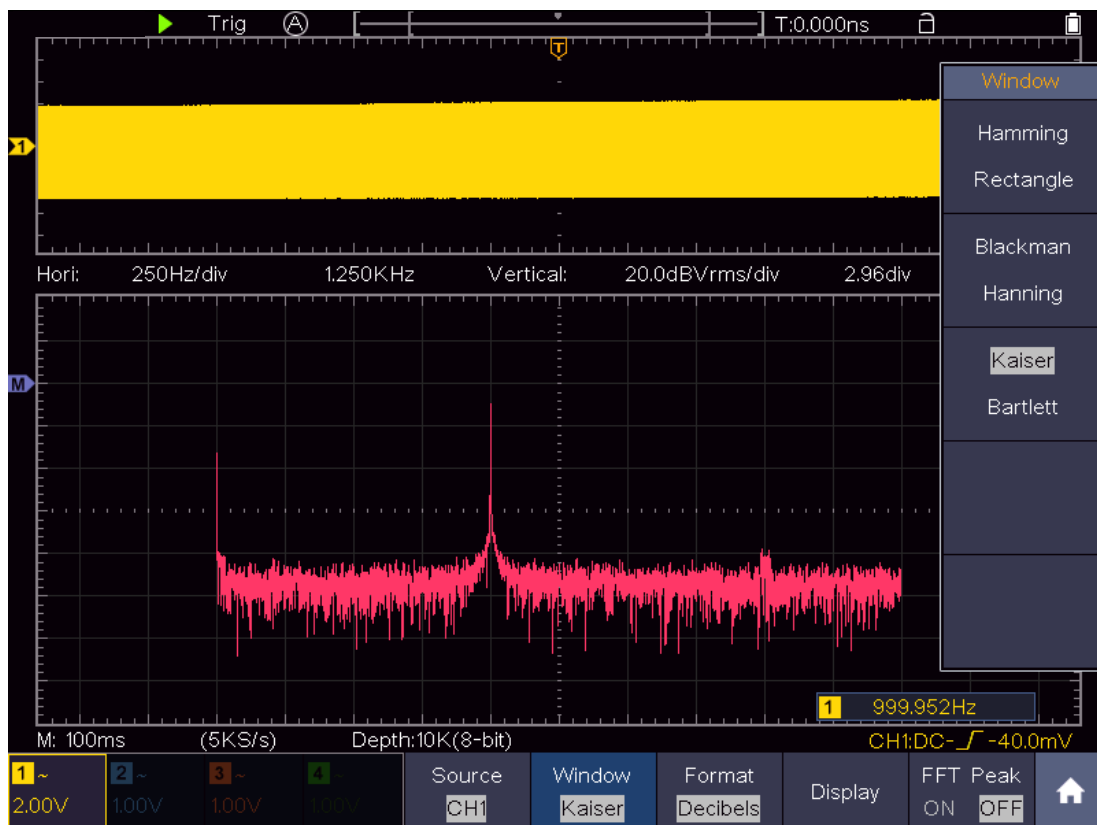 Trig A T:0.000ns
T
Window
Hamming
1
Rectangle
Blackman
Hori: 250Hz/div 1.250KHz Vertical: 20.0dBVrms/div 2.96div
Hanning
Kaiser
M
Bartlett
1 999.952Hz
M: 100ms (5KS/s) Depth:10K(8-bit) CH1:DC- -40.0mV
1 ~ 2 ~ 3 ~ 4 ~ Source Window Format Display FFT Peak
2.00V 1.00V 1.00V 1.00V CH1 Kaiser Decibels ON OFF